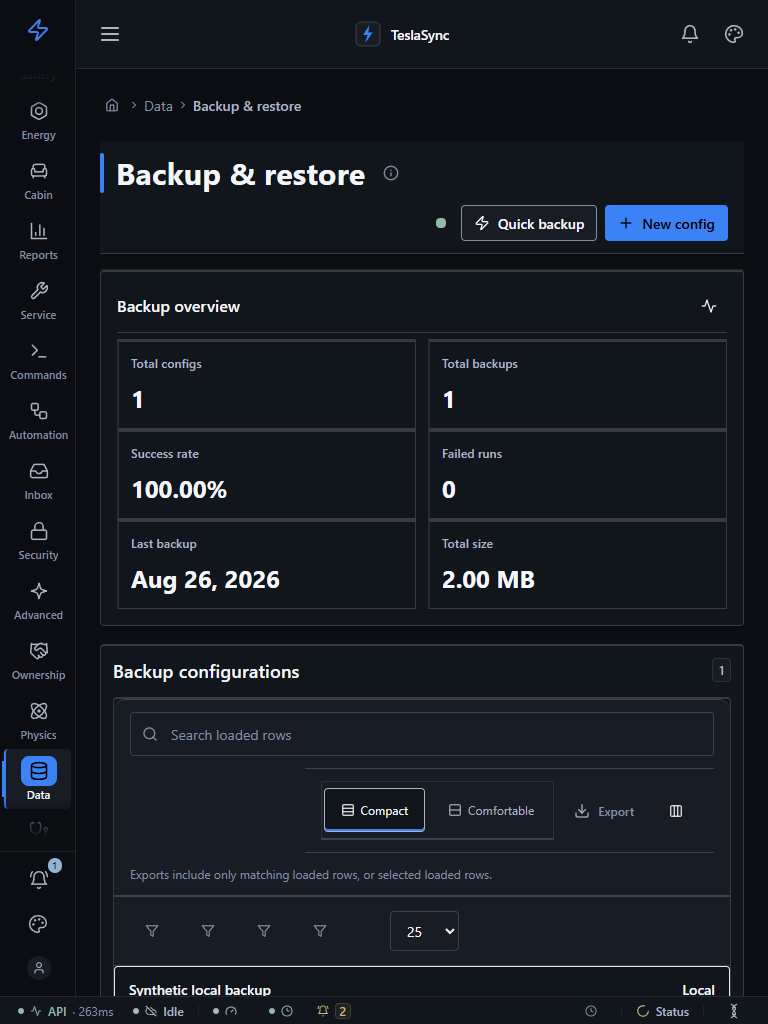 TeslaSync
Battery
Energy
Cabin
Reports
Service
Commands
Automation
Inbox
Security
Advanced
Ownership
Physics
Data
1
Data
Backup & restore
Backup & restore
Quick backup
New config
Backup overview
Total configs
1
Total backups
1
Success rate
100.00%
Failed runs
0
Last backup
Aug 26, 2026
Total size
2.00 MB
Backup configurations
1
Search loaded rows
Compact
Comfortable
Export
Exports include only matching loaded rows, or selected loaded rows.
25
Synthetic local backup
Local
API · 263ms
Idle
2
Status